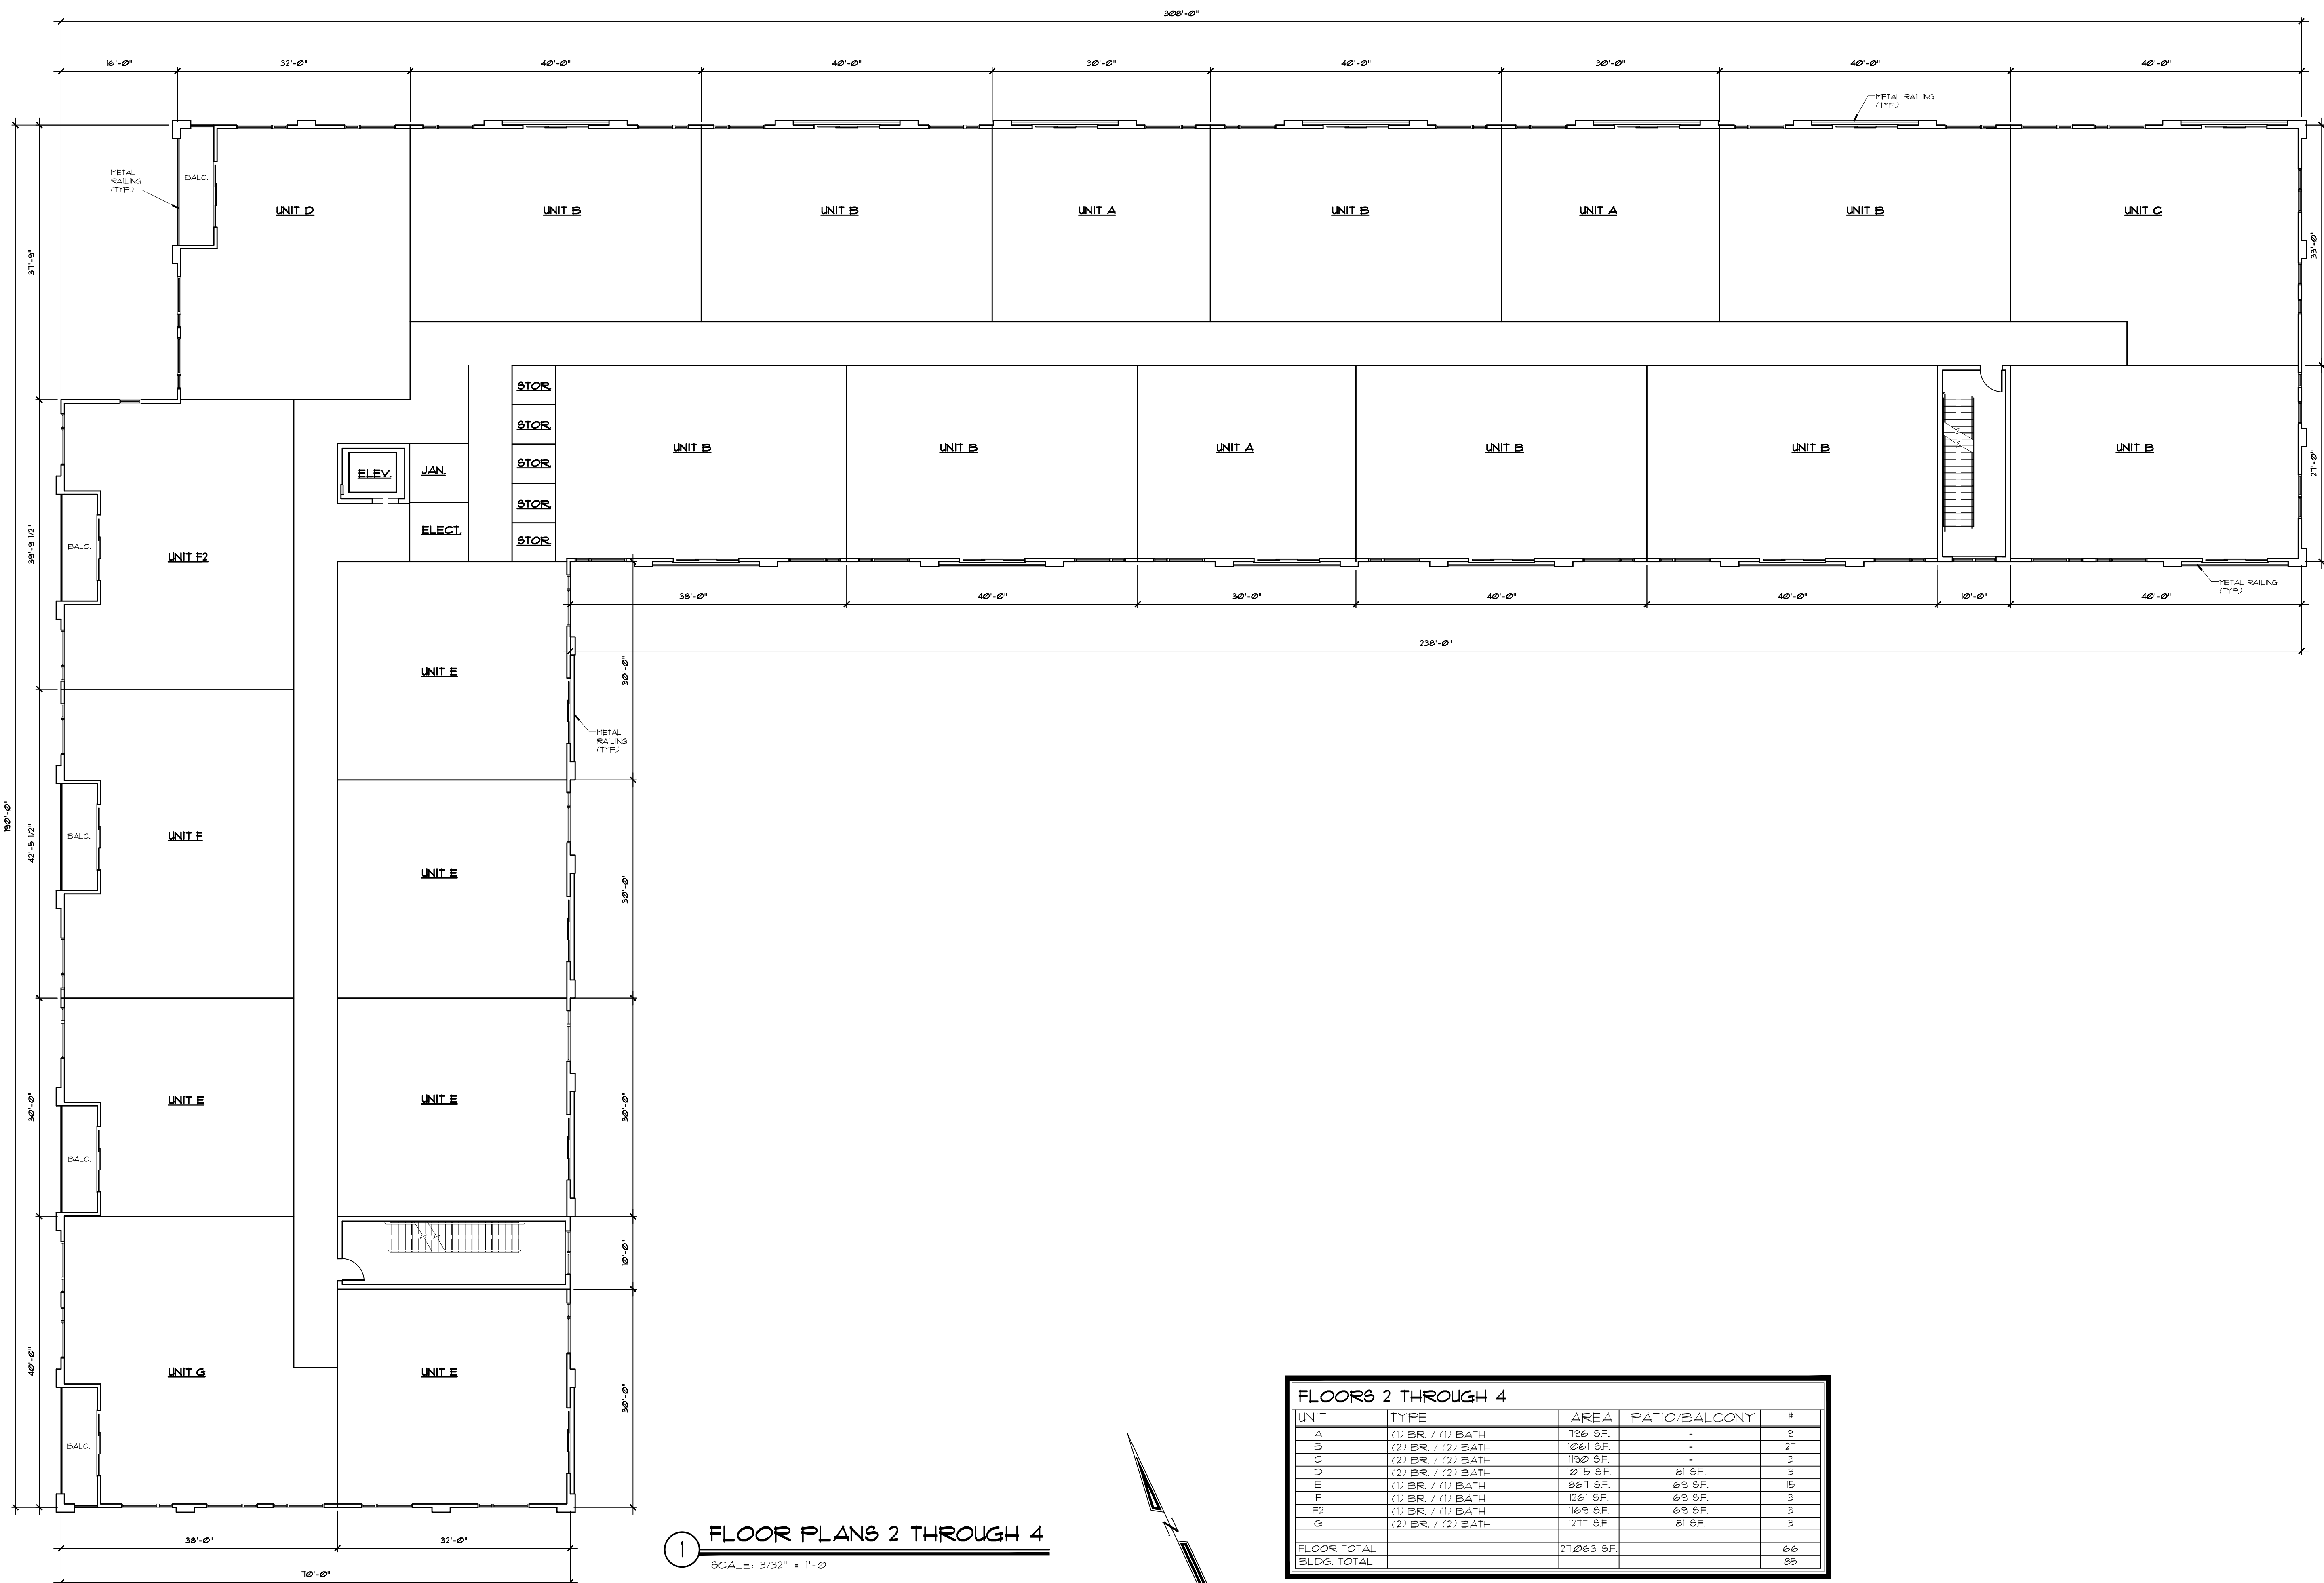 308'-0"
16'-0" 32'-0" 40'-0" 40'-0" 30'-0" 40'-0" 30'-0" 40'-0" 40'-0"
METAL RAILING
(TYP.)
METAL
RAILING
(TYP.)
BALC.
UNIT D UNIT B UNIT B UNIT A UNIT B UNIT A UNIT B UNIT C
37'-9"
33'-0"
STOR.
STOR.
STOR.
STOR.
STOR.
UNIT B UNIT B UNIT A UNIT B UNIT B UNIT B
27'-0"
ELEV.
JAN.
ELECT.
39'-9 1/2"
BALC.
UNIT F2
METAL RAILING
(TYP.)
38'-0" 40'-0" 30'-0" 40'-0" 40'-0" 10'-0" 40'-0"
238'-0"
UNIT E
30'-0"
METAL
RAILING
(TYP.)
190'-0"
42'-5 1/2"
BALC.
UNIT F
UNIT E
30'-0"
30'-0"
UNIT E
UNIT E
30'-0"
BALC.
10'-0"
40'-0"
UNIT G
UNIT E
30'-0"
BALC.
38'-0" 32'-0"
70'-0"
1
FLOOR PLANS 2 THROUGH 4
SCALE: 3/32" = 1'-0"
N
FLOORS 2 THROUGH 4
UNIT TYPE AREA PATIO/BALCONY #
A (1) BR. / (1) BATH 796 S.F. - 9
B (2) BR. / (2) BATH 1061 S.F. - 27
C (2) BR. / (2) BATH 1190 S.F. - 3
D (2) BR. / (2) BATH 1075 S.F. 81 S.F. 3
E (1) BR. / (1) BATH 867 S.F. 69 S.F. 15
F (1) BR. / (1) BATH 1261 S.F. 69 S.F. 3
F2 (1) BR. / (1) BATH 1169 S.F. 69 S.F. 3
G (2) BR. / (2) BATH 1277 S.F. 81 S.F. 3
FLOOR TOTAL 27,063 S.F. 66
BLDG. TOTAL 85